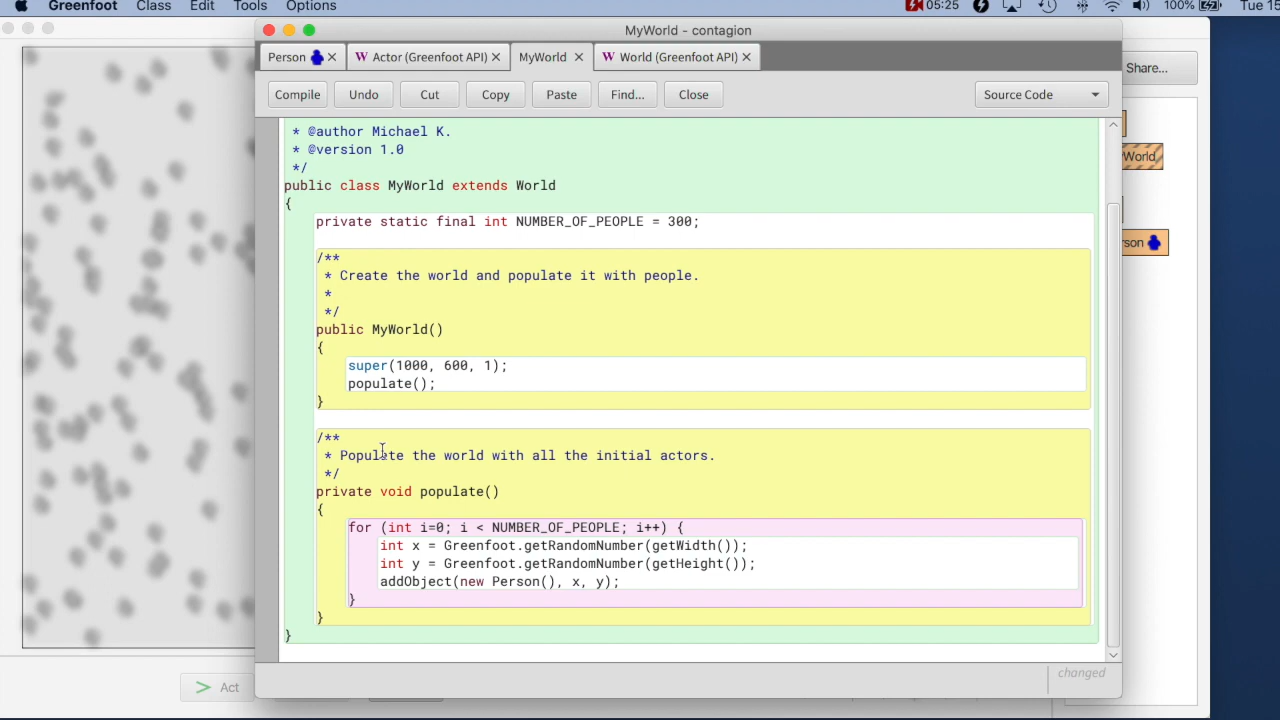 Greenfoot Class Edit Tools Options 05:25 100% Tue 15
MyWorld - contagion
Person Actor (Greenfoot API) MyWorld World (Greenfoot API)
Share...
Compile Undo Cut Copy Paste Find... Close Source Code
* @author Michael K.
* @version 1.0
*/
public class MyWorld extends World
{
private static final int NUMBER_OF_PEOPLE = 300;
/**
* Create the world and populate it with people.
*
*/
public MyWorld()
{
super(1000, 600, 1);
populate();
}
/**
* Populate the world with all the initial actors.
*/
private void populate()
{
for (int i=0; i < NUMBER_OF_PEOPLE; i++) {
int x = Greenfoot.getRandomNumber(getWidth());
int y = Greenfoot.getRandomNumber(getHeight());
addObject(new Person(), x, y);
}
}
}
World
rson
changed
Act